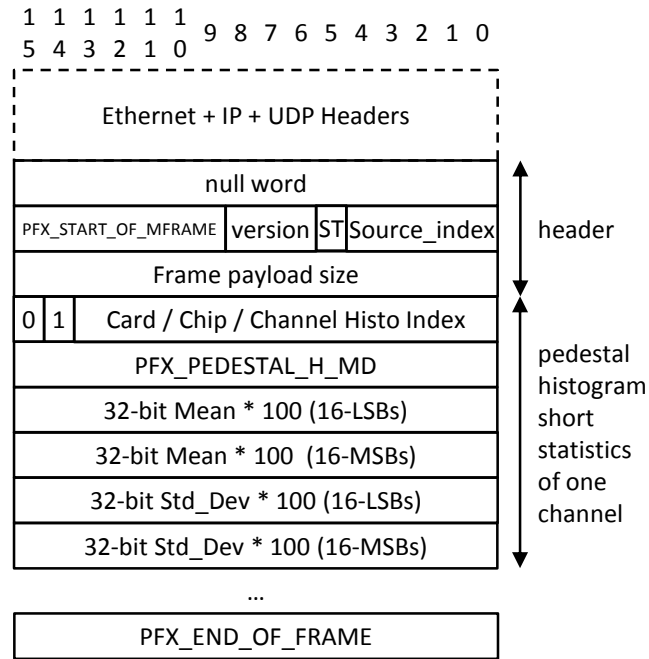 1 1 1 1 1 1 9 8 7 6 5 4 3 2 1 0
5 4 3 2 1 0
Ethernet + IP + UDP Headers
null word
PFX_START_OF_MFRAME version ST Source_index
header
Frame payload size
0 1 Card / Chip / Channel Histo Index
PFX_PEDESTAL_H_MD
32-bit Mean * 100 (16-LSBs)
32-bit Mean * 100 (16-MSBs)
32-bit Std_Dev * 100 (16-LSBs)
32-bit Std_Dev * 100 (16-MSBs)
pedestal
histogram
short
statistics
of one
channel
...
PFX_END_OF_FRAME